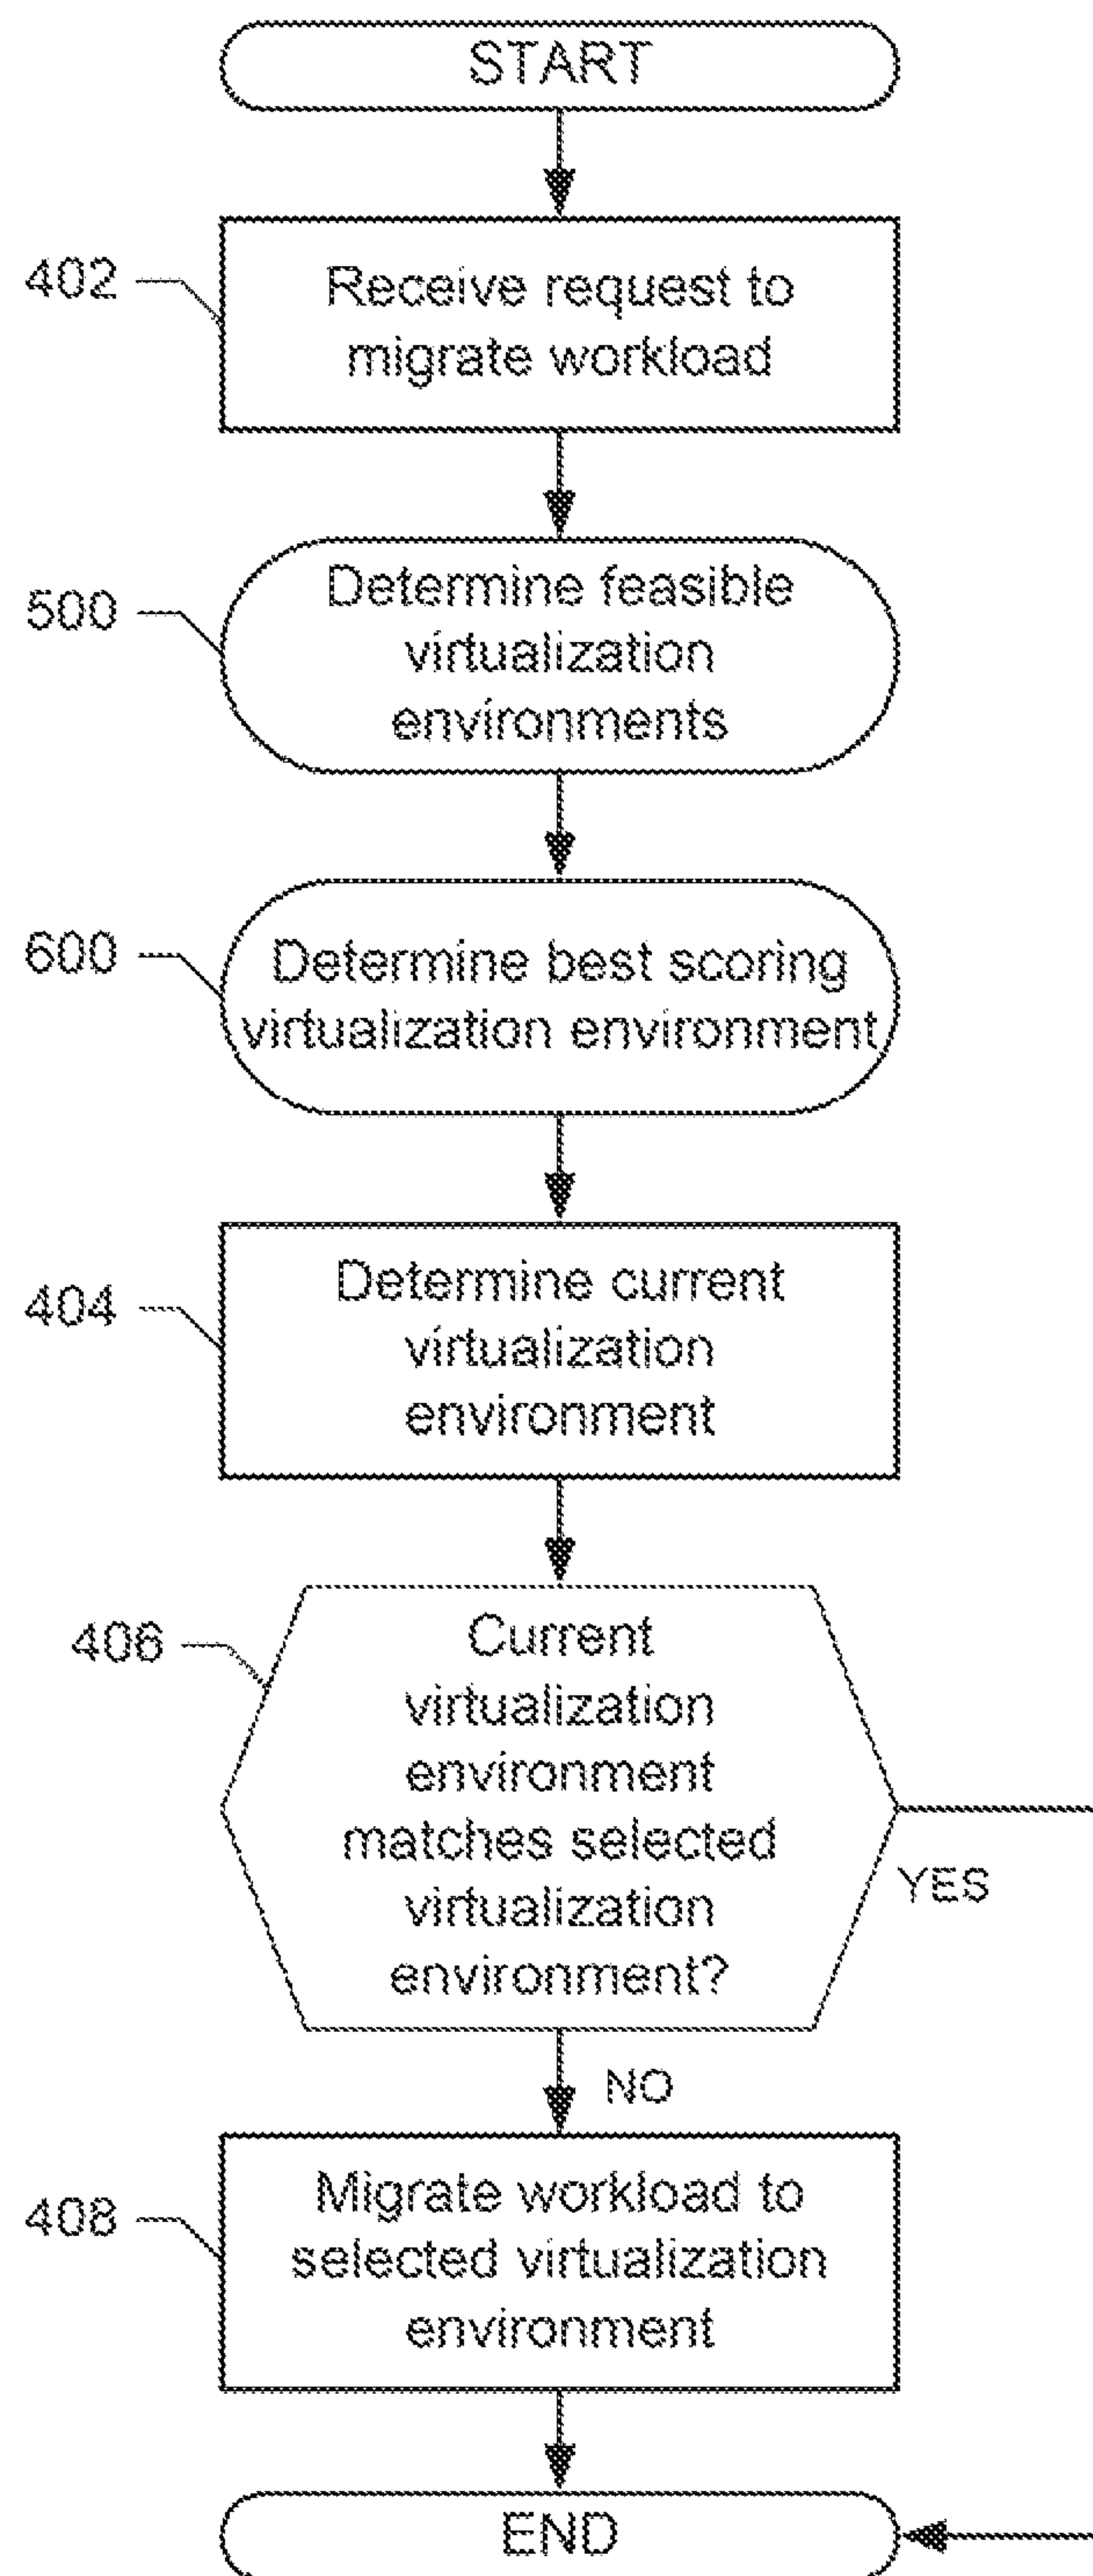 START
402
Receive request to
migrate workload
500
Determine feasible
virtualization
environments
600
Determine best scoring
virtualization environment
404
Determine current
virtualization
environment
406
Current
virtualization
environment
matches selected
virtualization
environment?
YES
NO
408
Migrate workload to
selected virtualization
environment
END